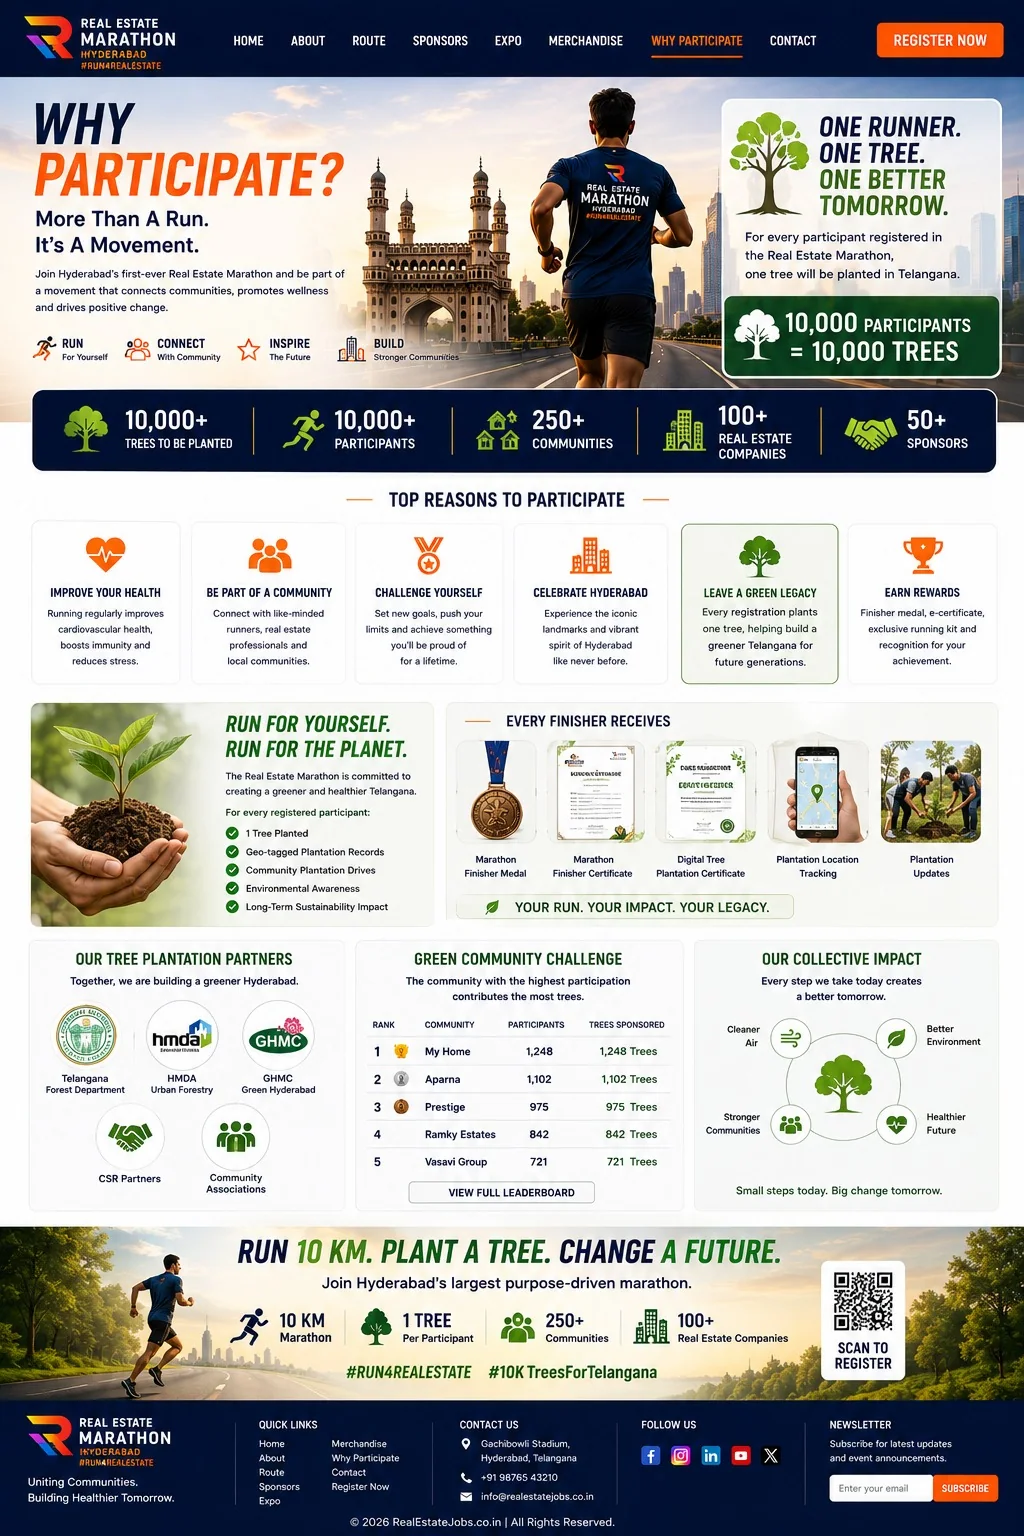 REAL ESTATE
MARATHON
HYDERABAD
#RUN4REALESTATE
HOME
ABOUT
ROUTE
SPONSORS
EXPO
MERCHANDISE
WHY PARTICIPATE
CONTACT
REGISTER NOW
WHY
PARTICIPATE?
More Than A Run.
It's A Movement.
Join Hyderabad's first-ever Real Estate Marathon and be part of
a movement that connects communities, promotes wellness
and drives positive change.
RUN
For Yourself
CONNECT
With Community
INSPIRE
The Future
BUILD
Stronger Communities
REAL ESTATE
MARATHON
HYDERABAD
#RUN4REALESTATE
ONE RUNNER.
ONE TREE.
ONE BETTER
TOMORROW.
For every participant registered in
the Real Estate Marathon,
one tree will be planted in Telangana.
10,000 PARTICIPANTS
= 10,000 TREES
10,000+
TREES TO BE PLANTED
10,000+
PARTICIPANTS
250+
COMMUNITIES
100+
REAL ESTATE
COMPANIES
50+
SPONSORS
TOP REASONS TO PARTICIPATE
IMPROVE YOUR HEALTH
Running regularly improves
cardiovascular health,
boosts immunity and
reduces stress.
BE PART OF A COMMUNITY
Connect with like-minded
runners, real estate
professionals and
local communities.
CHALLENGE YOURSELF
Set new goals, push your
limits and achieve something
you'll be proud of
for a lifetime.
CELEBRATE HYDERABAD
Experience the iconic
landmarks and vibrant
spirit of Hyderabad
like never before.
LEAVE A GREEN LEGACY
Every registration plants
one tree, helping build a
greener Telangana for
future generations.
EARN REWARDS
Finisher medal, e-certificate,
exclusive running kit and
recognition for your
achievement.
RUN FOR YOURSELF.
RUN FOR THE PLANET.
The Real Estate Marathon is committed to
creating a greener and healthier Telangana.
For every registered participant:
1 Tree Planted
Geo-tagged Plantation Records
Community Plantation Drives
Environmental Awareness
Long-Term Sustainability Impact
EVERY FINISHER RECEIVES
Marathon
Finisher Medal
Marathon
Finisher Certificate
Digital Tree
Plantation Certificate
Plantation Location
Tracking
Plantation
Updates
YOUR RUN. YOUR IMPACT. YOUR LEGACY.
OUR TREE PLANTATION PARTNERS
Together, we are building a greener Hyderabad.
hmda
GHMC
Telangana
Forest Department
HMDA
Urban Forestry
GHMC
Green Hyderabad
CSR Partners
Community
Associations
GREEN COMMUNITY CHALLENGE
The community with the highest participation
contributes the most trees.
RANK COMMUNITY PARTICIPANTS TREES SPONSORED
1 My Home 1,248 1,248 Trees
2 Aparna 1,102 1,102 Trees
3 Prestige 975 975 Trees
4 Ramky Estates 842 842 Trees
5 Vasavi Group 721 721 Trees
VIEW FULL LEADERBOARD
OUR COLLECTIVE IMPACT
Every step we take today creates
a better tomorrow.
Cleaner
Air
Better
Environment
Stronger
Communities
Healthier
Future
Small steps today. Big change tomorrow.
RUN 10 KM. PLANT A TREE. CHANGE A FUTURE.
Join Hyderabad's largest purpose-driven marathon.
10 KM
Marathon
1 TREE
Per Participant
250+
Communities
100+
Real Estate Companies
#RUN4REALESTATE #10KTreesForTelangana
SCAN TO
REGISTER
REAL ESTATE
MARATHON
HYDERABAD
#RUN4REALESTATE
Uniting Communities.
Building Healthier Tomorrow.
QUICK LINKS
Home
About
Route
Sponsors
Expo
Merchandise
Why Participate
Contact
Register Now
CONTACT US
Gachibowli Stadium,
Hyderabad, Telangana
+91 98765 43210
info@realestatejobs.co.in
FOLLOW US
NEWSLETTER
Subscribe for latest updates
and event announcements.
Enter your email
SUBSCRIBE
© 2026 RealEstateJobs.co.in | All Rights Reserved.